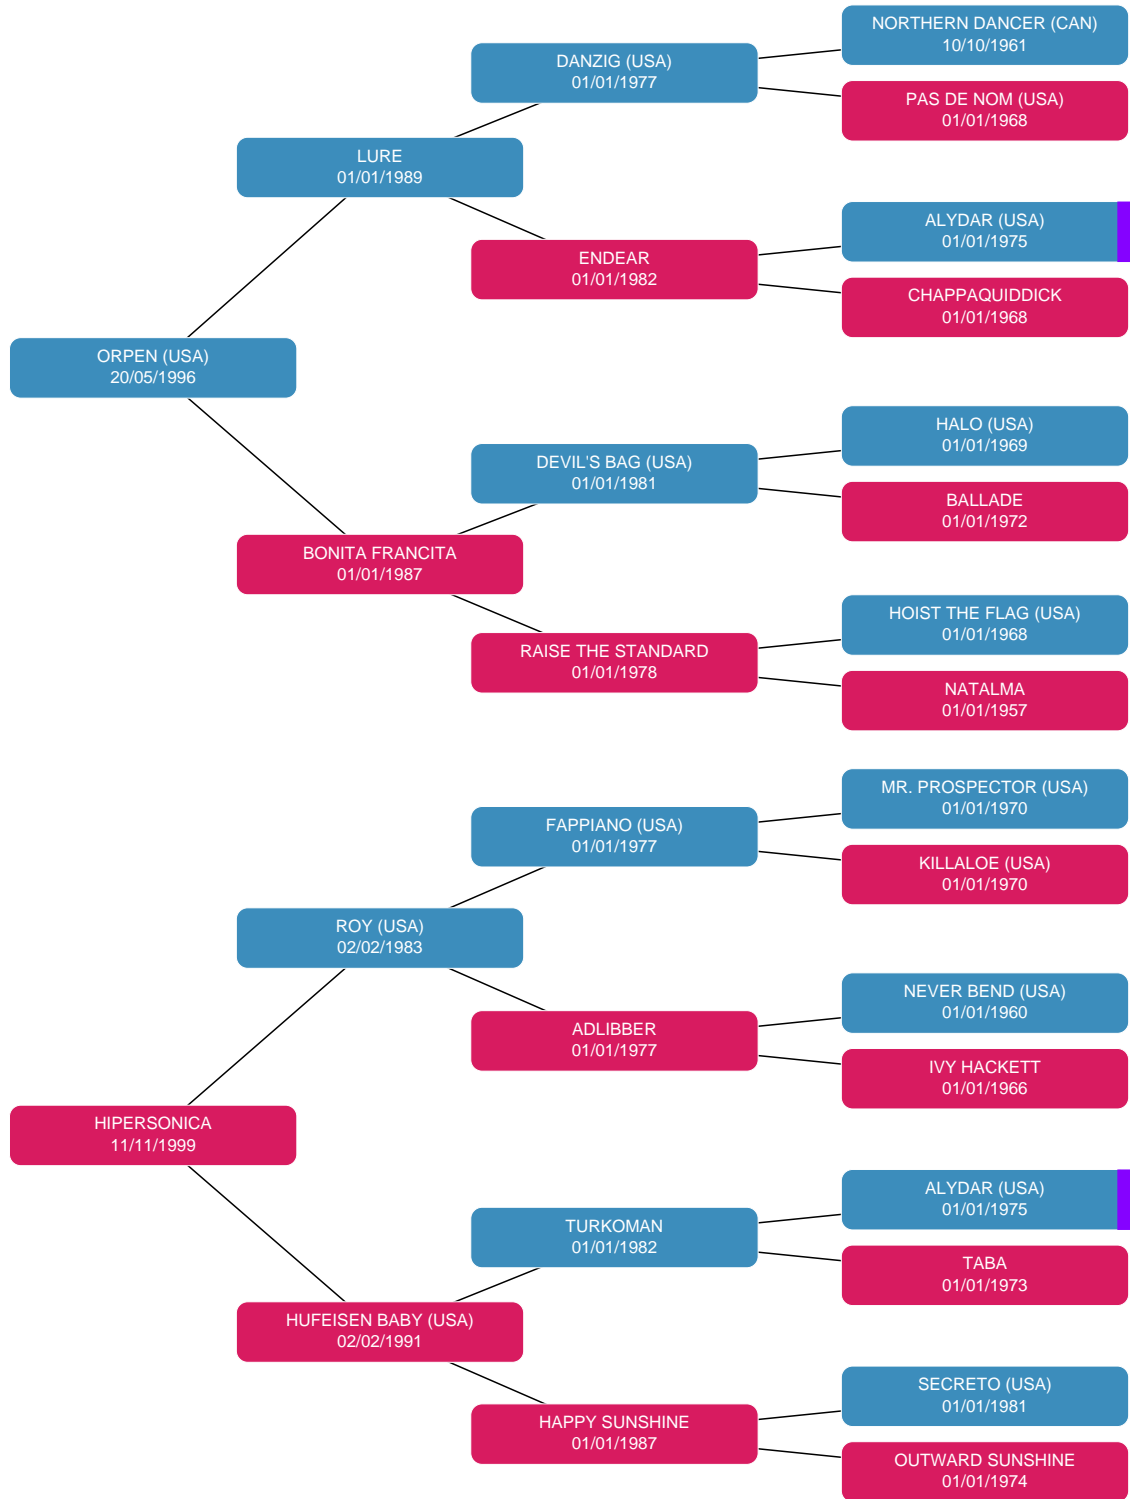 NORTHERN DANCER (CAN)
10/10/1961
DANZIG (USA)
01/01/1977
PAS DE NOM (USA)
01/01/1968
LURE
01/01/1989
ALYDAR (USA)
01/01/1975
ENDEAR
01/01/1982
CHAPPAQUIDDICK
01/01/1968
ORPEN (USA)
20/05/1996
HALO (USA)
01/01/1969
DEVIL'S BAG (USA)
01/01/1981
BALLADE
01/01/1972
BONITA FRANCITA
01/01/1987
HOIST THE FLAG (USA)
01/01/1968
RAISE THE STANDARD
01/01/1978
NATALMA
01/01/1957
MR. PROSPECTOR (USA)
01/01/1970
FAPPIANO (USA)
01/01/1977
KILLALOE (USA)
01/01/1970
ROY (USA)
02/02/1983
NEVER BEND (USA)
01/01/1960
ADLIBBER
01/01/1977
IVY HACKETT
01/01/1966
HIPERSONICA
11/11/1999
ALYDAR (USA)
01/01/1975
TURKOMAN
01/01/1982
TABA
01/01/1973
HUFEISEN BABY (USA)
02/02/1991
SECRETO (USA)
01/01/1981
HAPPY SUNSHINE
01/01/1987
OUTWARD SUNSHINE
01/01/1974